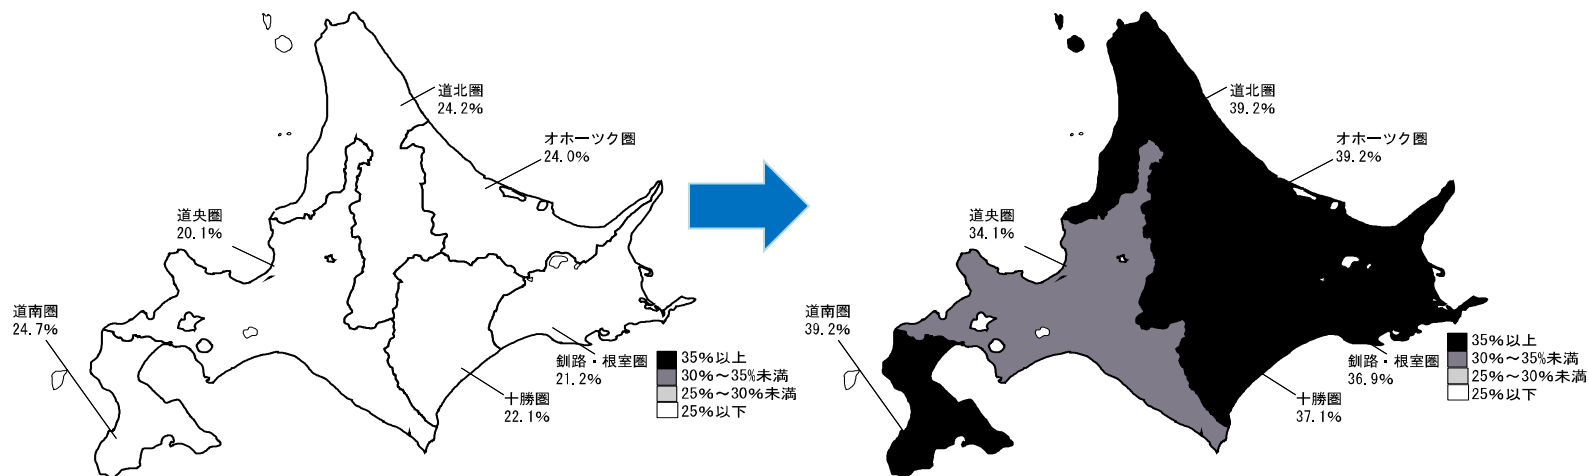 道北圏
24.2%
オホーツク圏
24.0%
道央圏
20.1%
道南圏
24.7%
釧路・根室圏
21.2%
十勝圏
22.1%
35%以上
30%～35%未満
25%～30%未満
25%以下
道北圏
39.2%
オホーツク圏
39.2%
道央圏
34.1%
道南圏
39.2%
釧路・根室圏
36.9%
十勝圏
37.1%
35%以上
30%～35%未満
25%～30%未満
25%以下